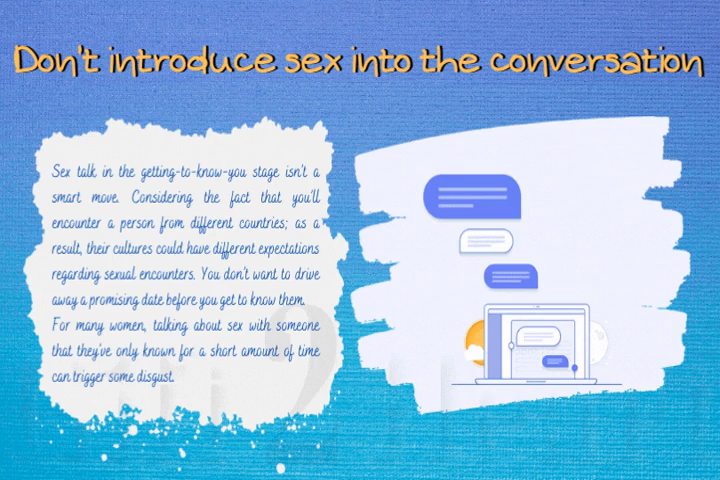 Don't introduce sex into the conversation
Sex talk in the getting-to-know-you stage isn't a
smart move. Considering the fact that you'll
encounter a person from different countries; as a
result, their cultures could have different expectations
regarding sexual encounters. You don't want to drive
away a promising date before you get to know them.
For many women, talking about sex with someone
that they've only known for a short amount of time
can trigger some disgust.